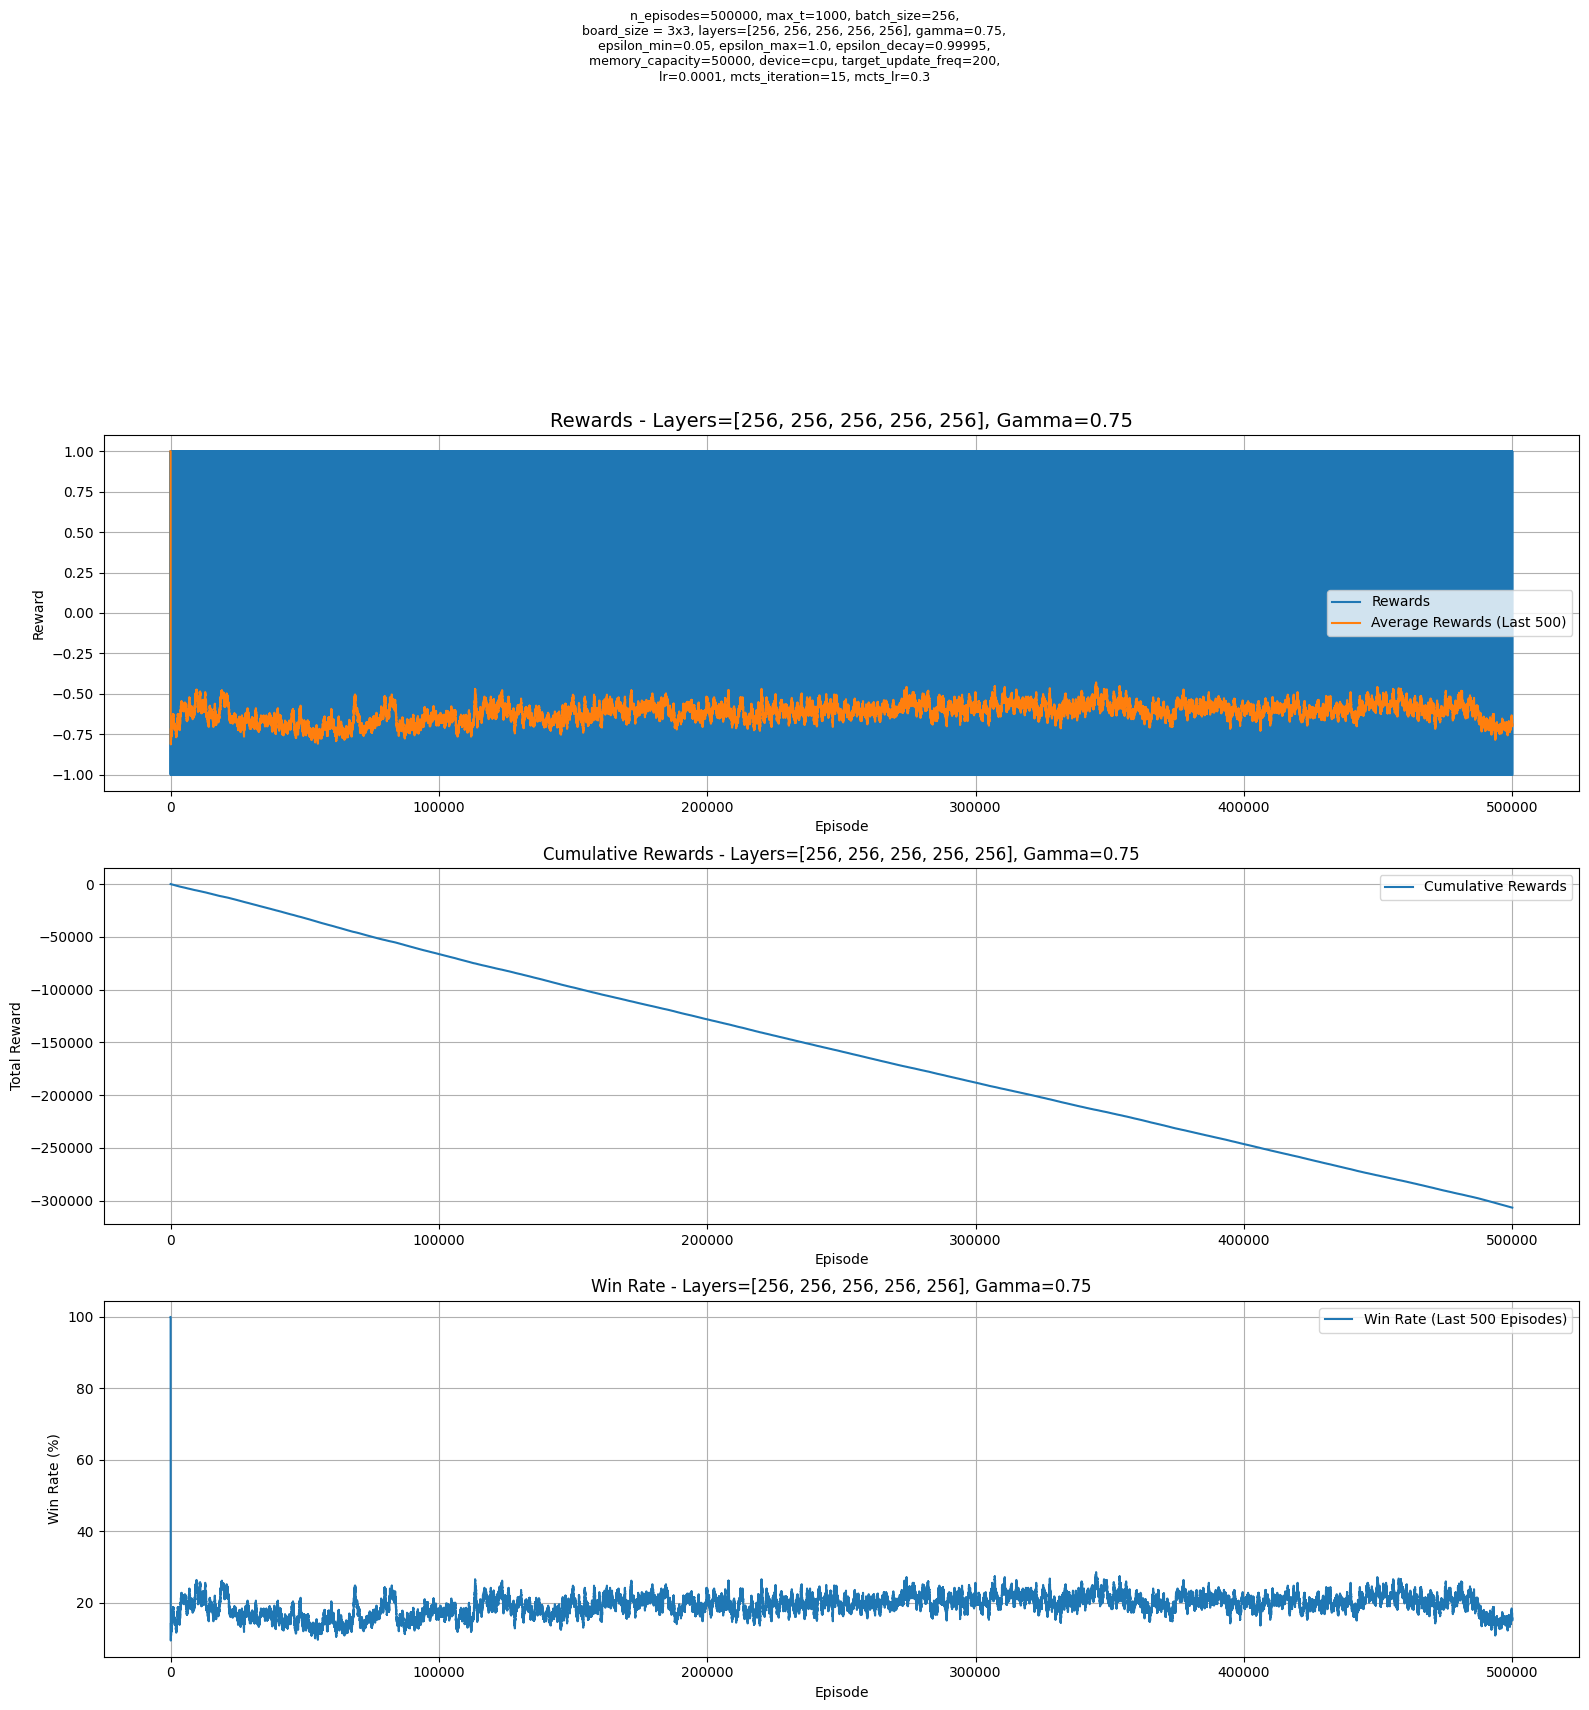 n_episodes=500000, max_t=1000, batch_size=256,
board_size = 3x3, layers=[256, 256, 256, 256, 256], gamma=0.75,
epsilon_min=0.05, epsilon_max=1.0, epsilon_decay=0.99995,
memory_capacity=50000, device=cpu, target_update_freq=200,
lr=0.0001, mcts_iteration=15, mcts_lr=0.3
Rewards - Layers=[256, 256, 256, 256, 256], Gamma=0.75
1.00
0.75
0.50
0.25
0.00
−0.25
−0.50
−0.75
−1.00
Reward
Rewards
Average Rewards (Last 500)
0 100000 200000 300000 400000 500000
Episode
Cumulative Rewards - Layers=[256, 256, 256, 256, 256], Gamma=0.75
0
−50000
−100000
−150000
−200000
−250000
−300000
Total Reward
Cumulative Rewards
0 100000 200000 300000 400000 500000
Episode
Win Rate - Layers=[256, 256, 256, 256, 256], Gamma=0.75
100
80
60
40
20
Win Rate (%)
Win Rate (Last 500 Episodes)
0 100000 200000 300000 400000 500000
Episode